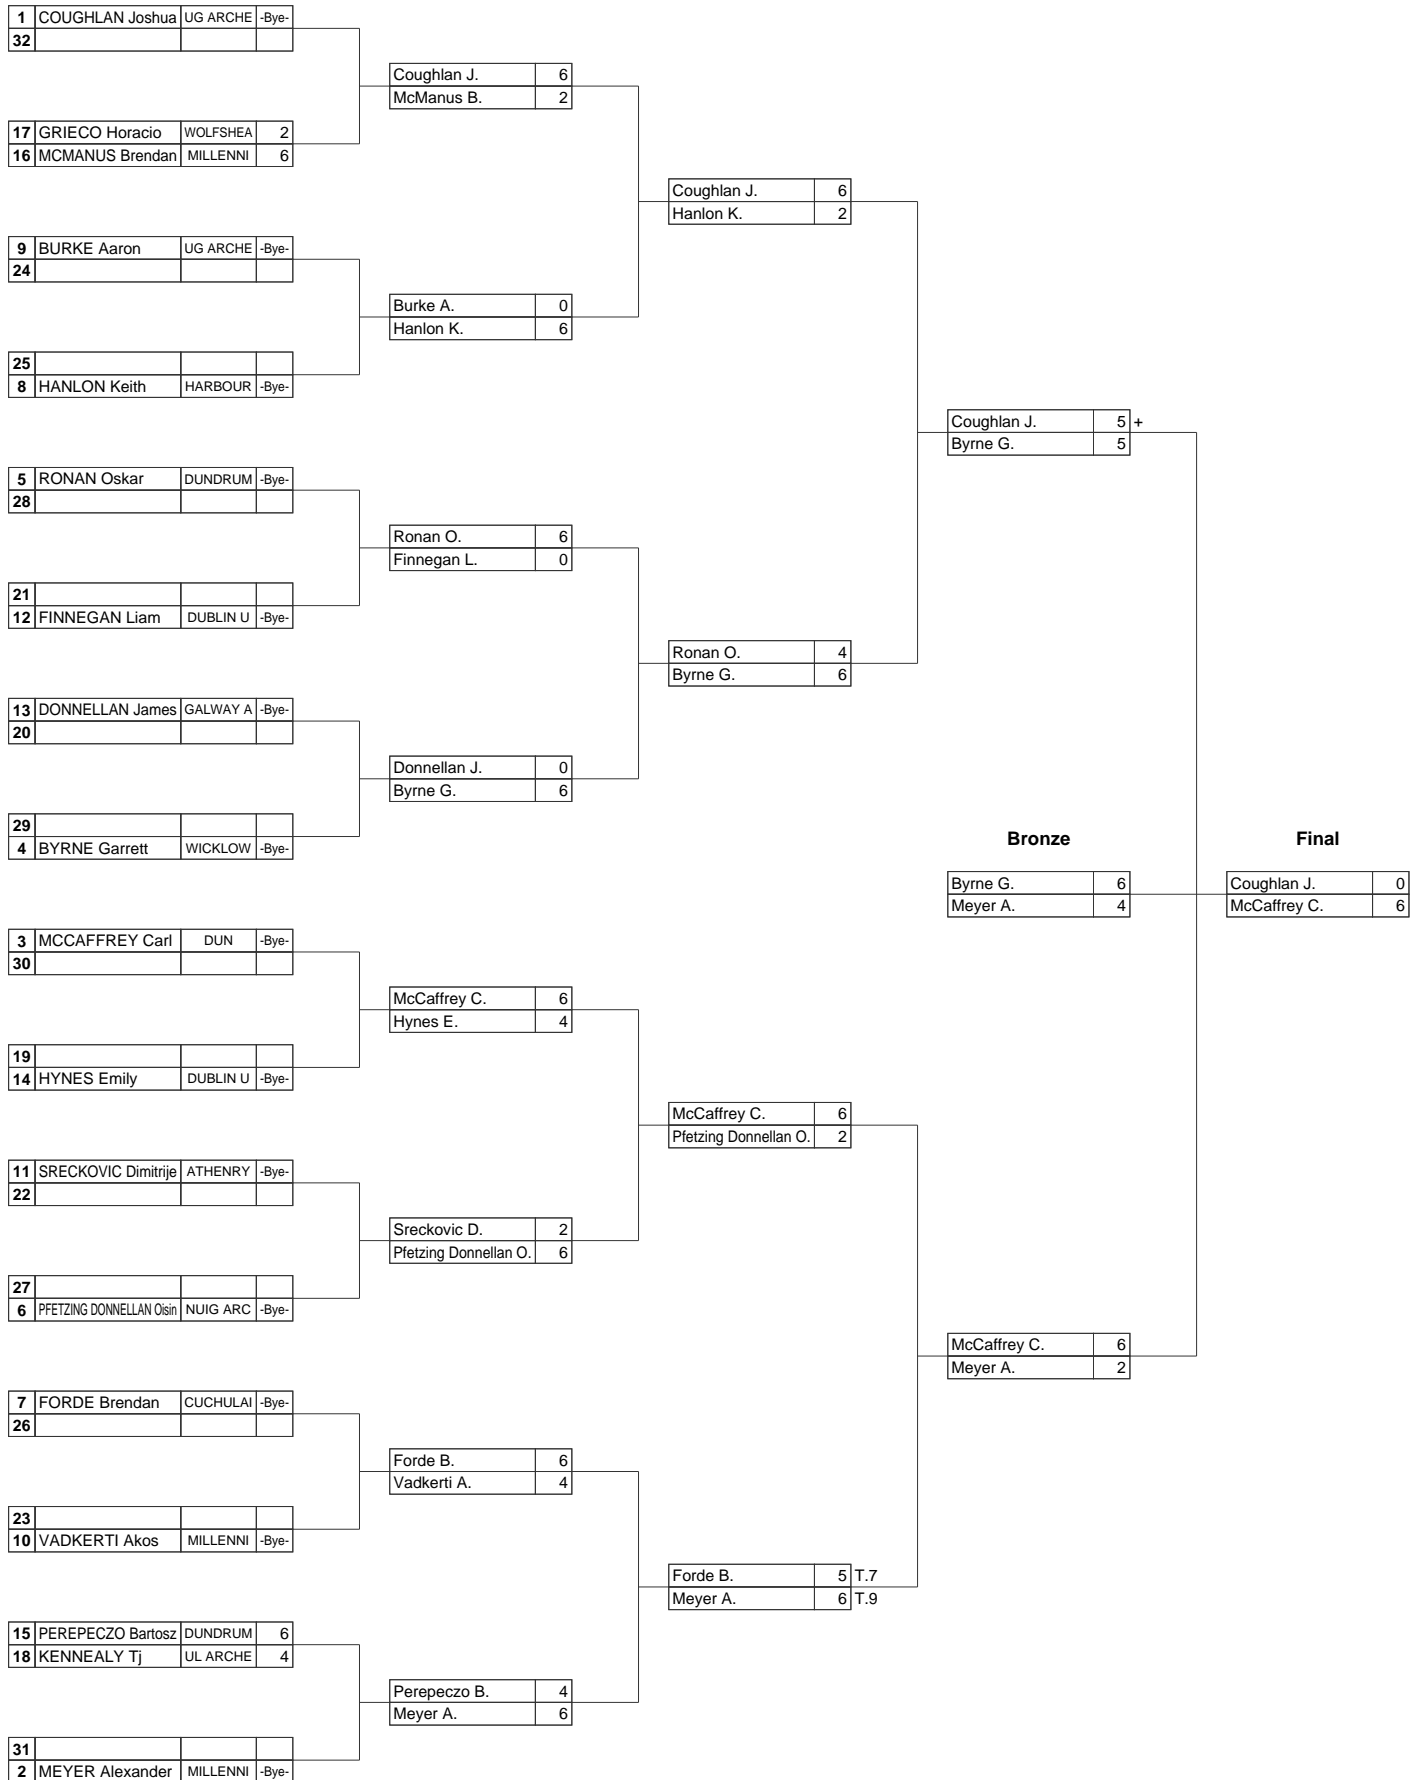 1 COUGHLAN Joshua UG ARCHE -Bye-
32
Coughlan J. 6
McManus B. 2
17 GRIECO Horacio WOLFSHEA 2
16 MCMANUS Brendan MILLENNI 6
Coughlan J. 6
Hanlon K. 2
9 BURKE Aaron UG ARCHE -Bye-
24
Burke A. 0
Hanlon K. 6
25
8 HANLON Keith HARBOUR -Bye-
Coughlan J. 5 +
Byrne G. 5
5 RONAN Oskar DUNDRUM -Bye-
28
Ronan O. 6
Finnegan L. 0
21
12 FINNEGAN Liam DUBLIN U -Bye-
Ronan O. 4
Byrne G. 6
13 DONNELLAN James GALWAY A -Bye-
20
Donnellan J. 0
Byrne G. 6
29
4 BYRNE Garrett WICKLOW -Bye-
Bronze Final
Byrne G. 6 Coughlan J. 0
Meyer A. 4 McCaffrey C. 6
3 MCCAFFREY Carl DUN -Bye-
30
McCaffrey C. 6
Hynes E. 4
19
14 HYNES Emily DUBLIN U -Bye-
McCaffrey C. 6
Pfetzing Donnellan O. 2
11 SRECKOVIC Dimitrije ATHENRY -Bye-
22
Sreckovic D. 2
Pfetzing Donnellan O. 6
27
6 PFETZING DONNELLAN Oisin NUIG ARC -Bye-
McCaffrey C. 6
Meyer A. 2
7 FORDE Brendan CUCHULAI -Bye-
26
Forde B. 6
Vadkerti A. 4
23
10 VADKERTI Akos MILLENNI -Bye-
Forde B. 5 T.7
Meyer A. 6 T.9
15 PEREPECZO Bartosz DUNDRUM 6
18 KENNEALY Tj UL ARCHE 4
Perepeczo B. 4
Meyer A. 6
31
2 MEYER Alexander MILLENNI -Bye-